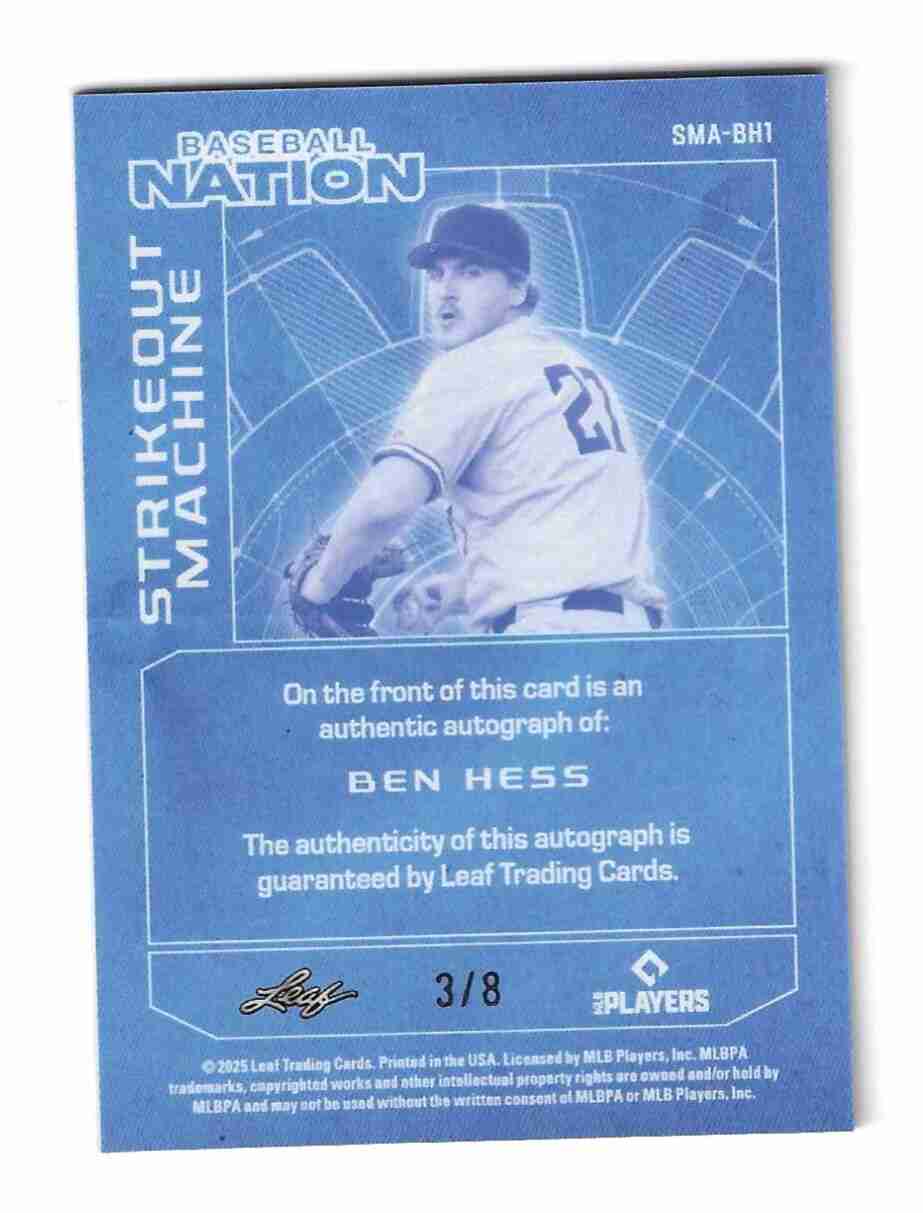 BASEBALL
NATION
SMA-BH1
STRIKEOUT
MACHINE
21
On the front of this card is an
authentic autograph of:
BEN HESS
The authenticity of this autograph is
guaranteed by Leaf Trading Cards.
Leaf
3/8
MLB PLAYERS
© 2025 Leaf Trading Cards. Printed in the USA. Licensed by MLB Players, Inc. MLBPA
trademarks, copyrighted works and other intellectual property rights are owned and/or held by
MLBPA and may not be used without the written consent of MLBPA or MLB Players, Inc.